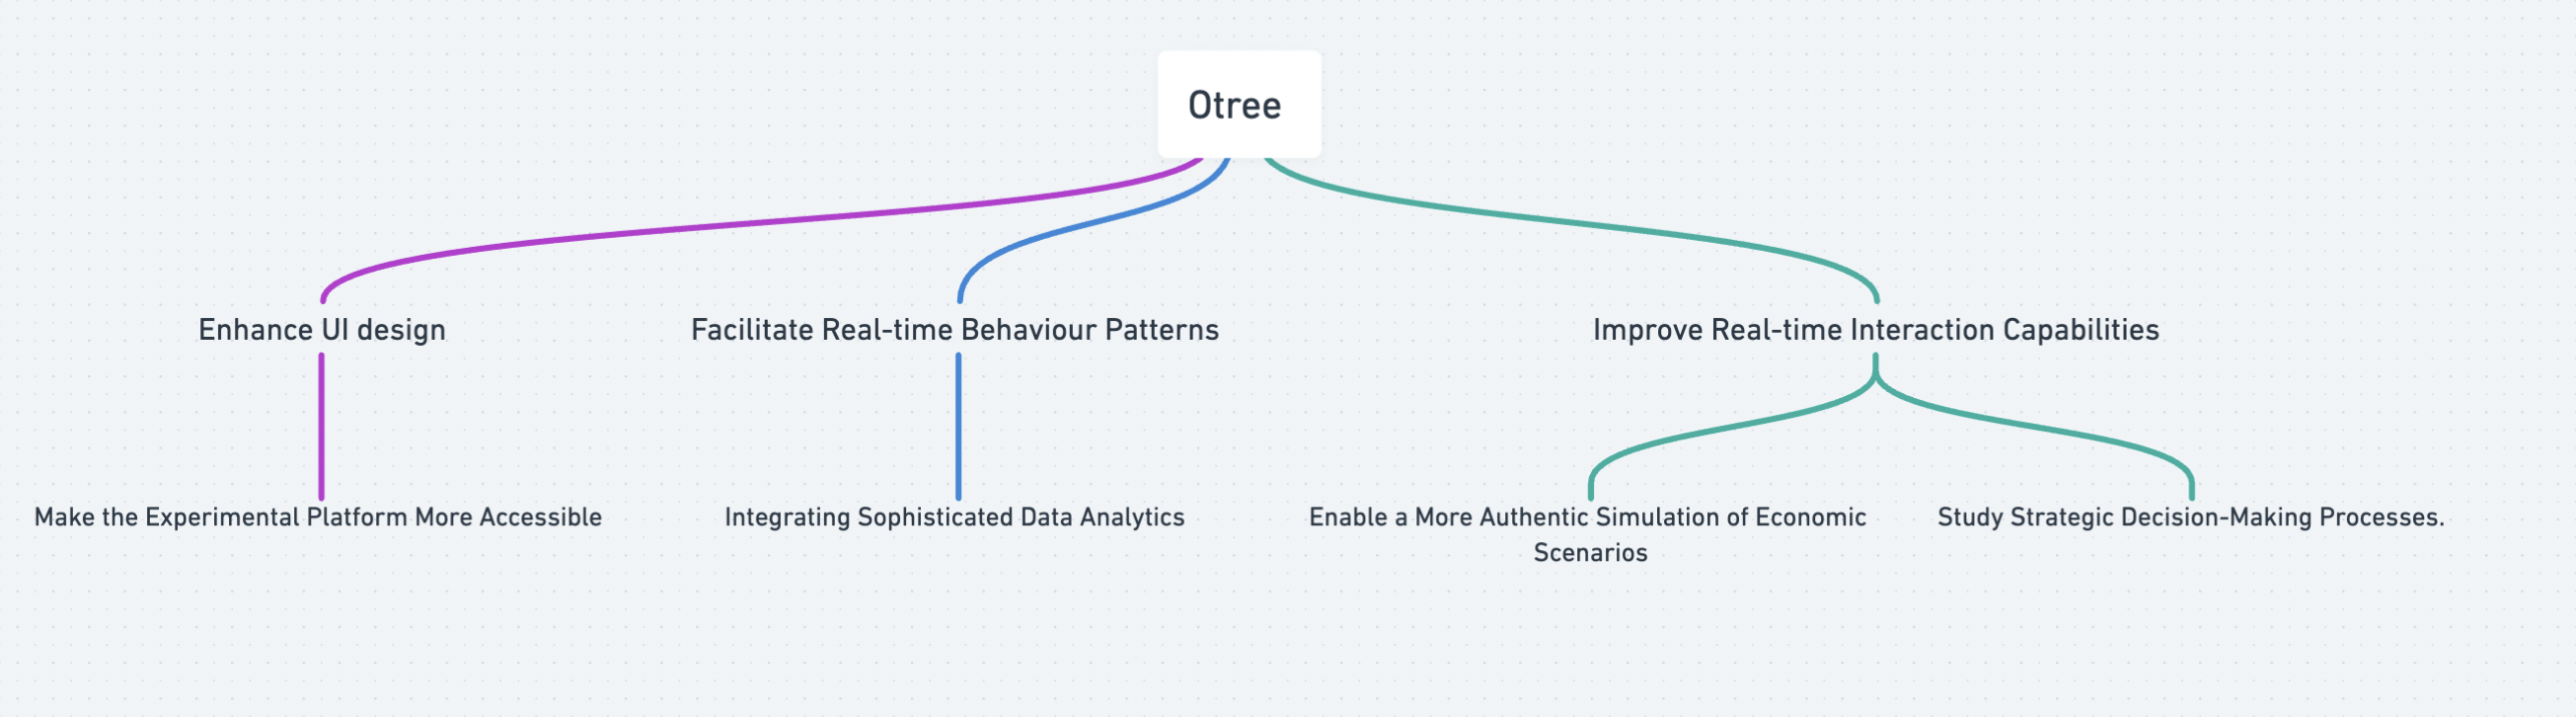 Otree
Enhance UI design
Facilitate Real-time Behaviour Patterns
Improve Real-time Interaction Capabilities
Make the Experimental Platform More Accessible
Integrating Sophisticated Data Analytics
Enable a More Authentic Simulation of Economic
Scenarios
Study Strategic Decision-Making Processes.